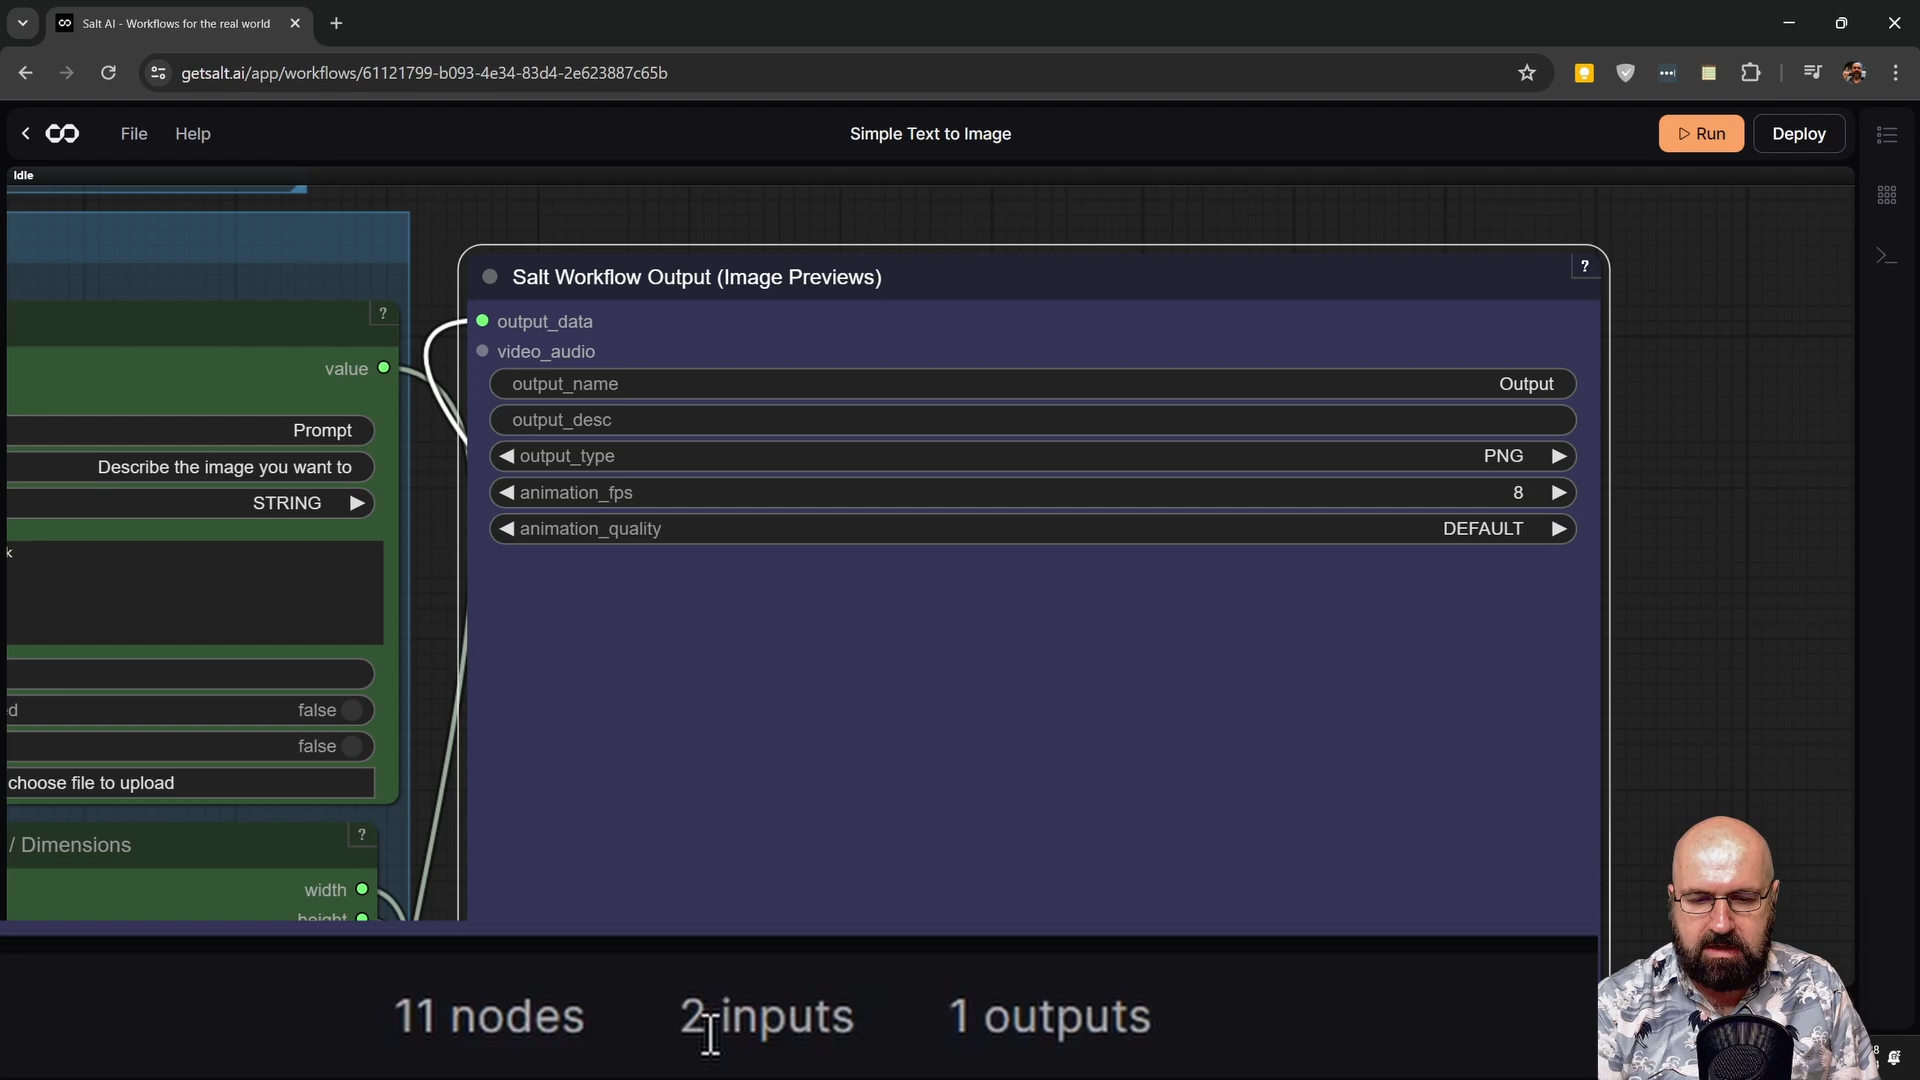 Salt AI - Workflows for the real world
getsalt.ai/app/workflows/61121799-b093-4e34-83d4-2e623887c65b
File
Help
Simple Text to Image
Run
Deploy
Idle
Salt Workflow Output (Image Previews)
?
output_data
video_audio
output_name
Output
output_desc
output_type
PNG
animation_fps
8
animation_quality
DEFAULT
?
value
Prompt
Describe the image you want to
STRING
k
ed
false
false
choose file to upload
/ Dimensions
?
width
height
11 nodes
2 inputs
1 outputs